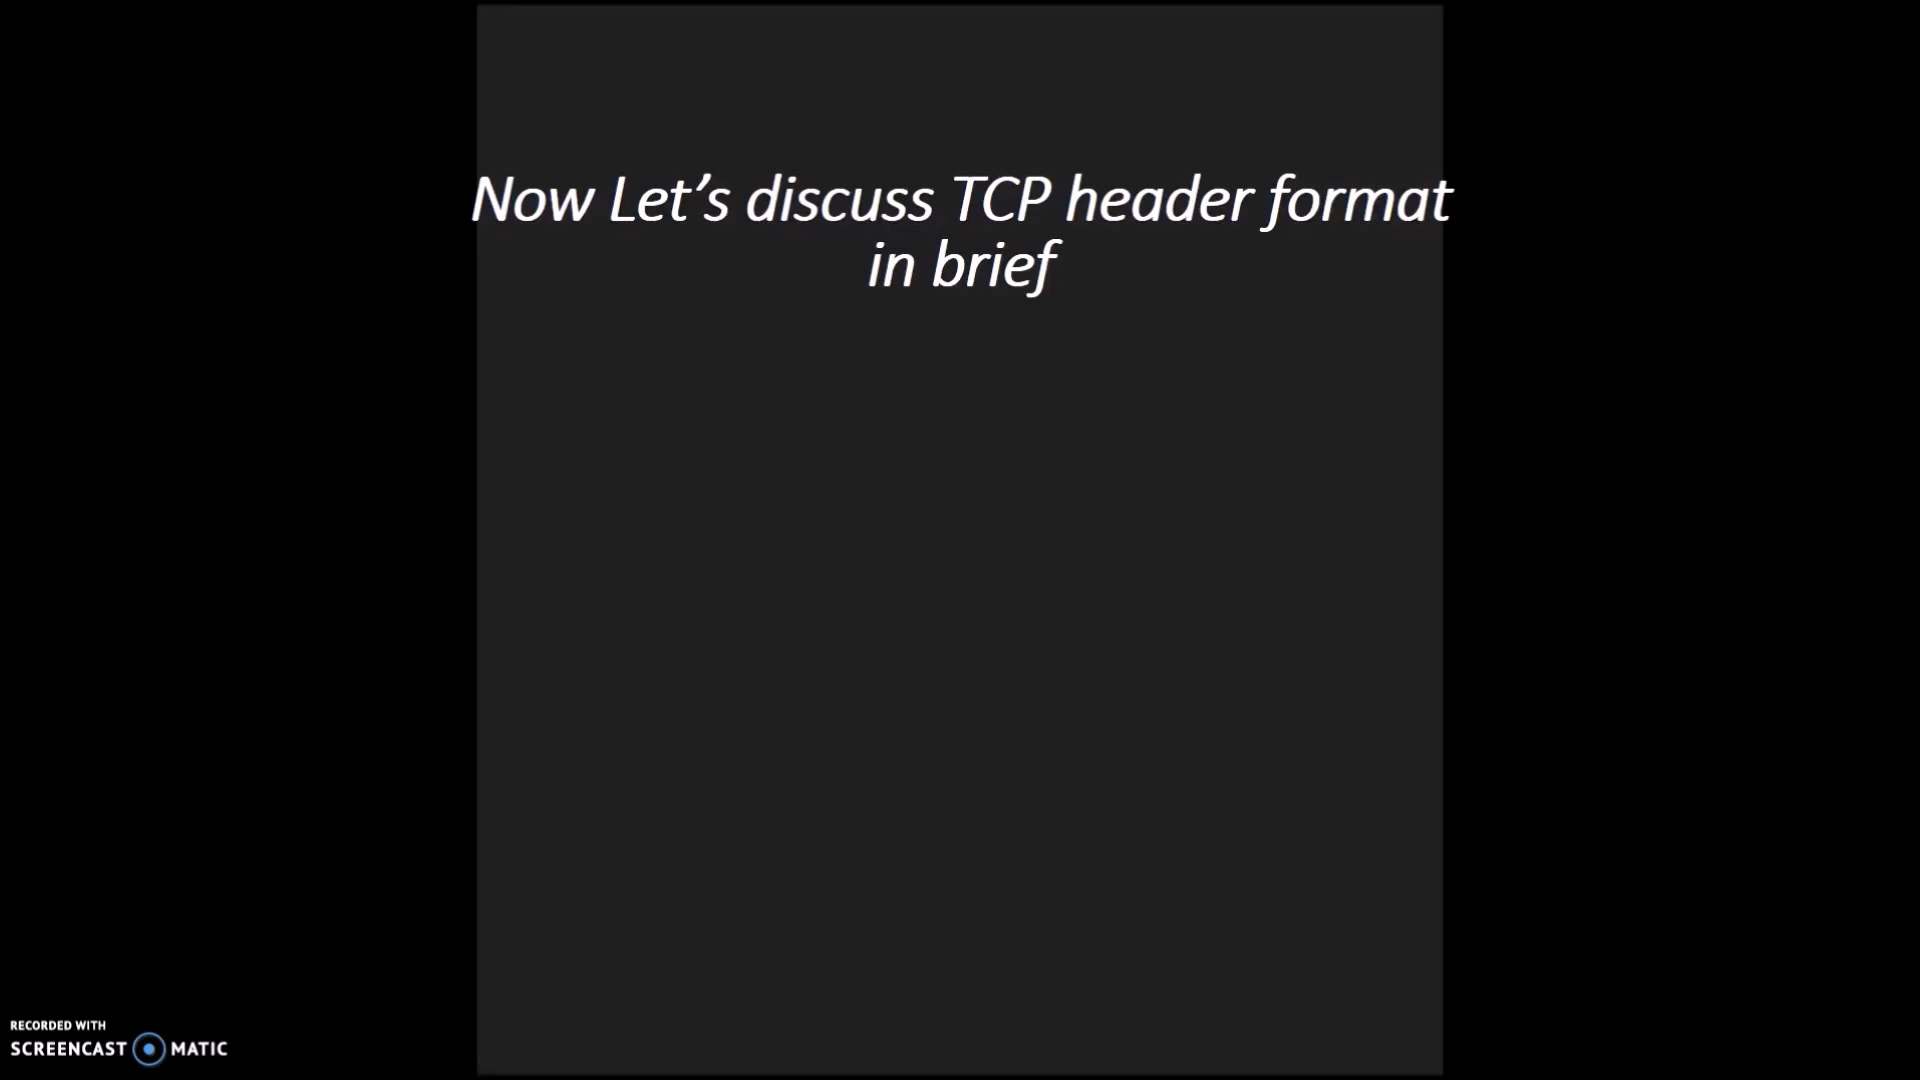 Now Let’s discuss TCP header format
in brief
RECORDED WITH
SCREENCAST MATIC